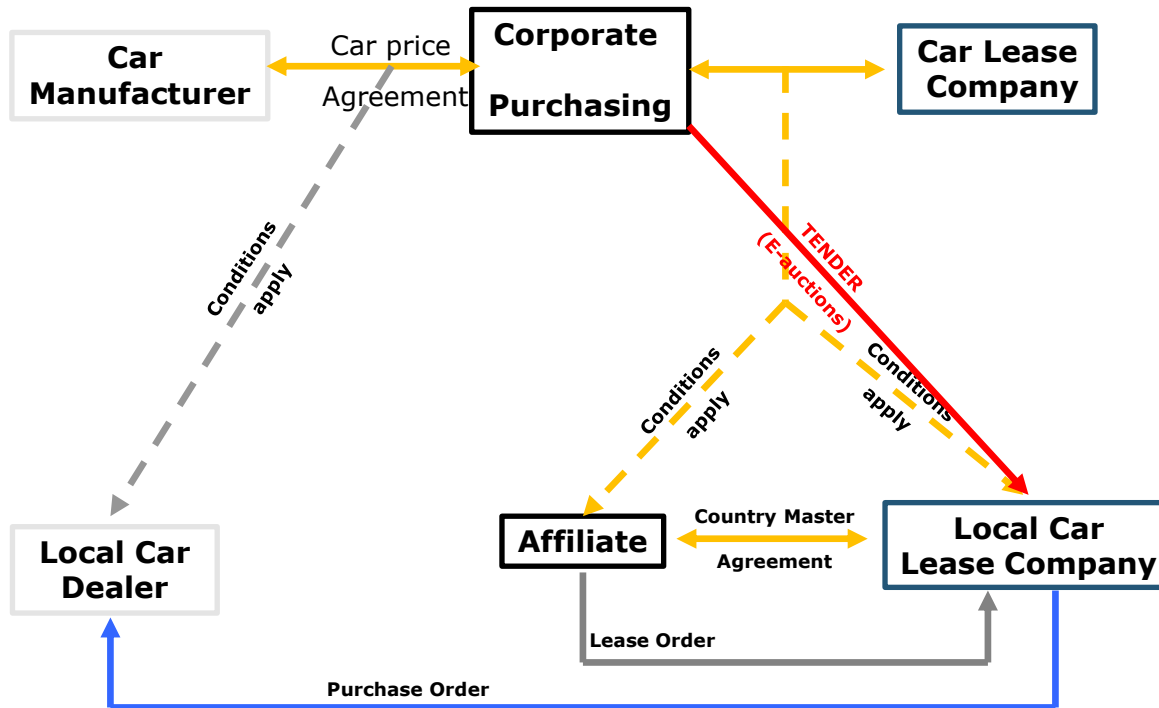 Car
Manufacturer
Car price
Agreement
Corporate
Purchasing
Car Lease
Company
TENDER
(E-auctions)
Conditions
apply
Conditions
apply
Conditions
apply
Local Car
Dealer
Affiliate
Country Master
Agreement
Local Car
Lease Company
Lease Order
Purchase Order